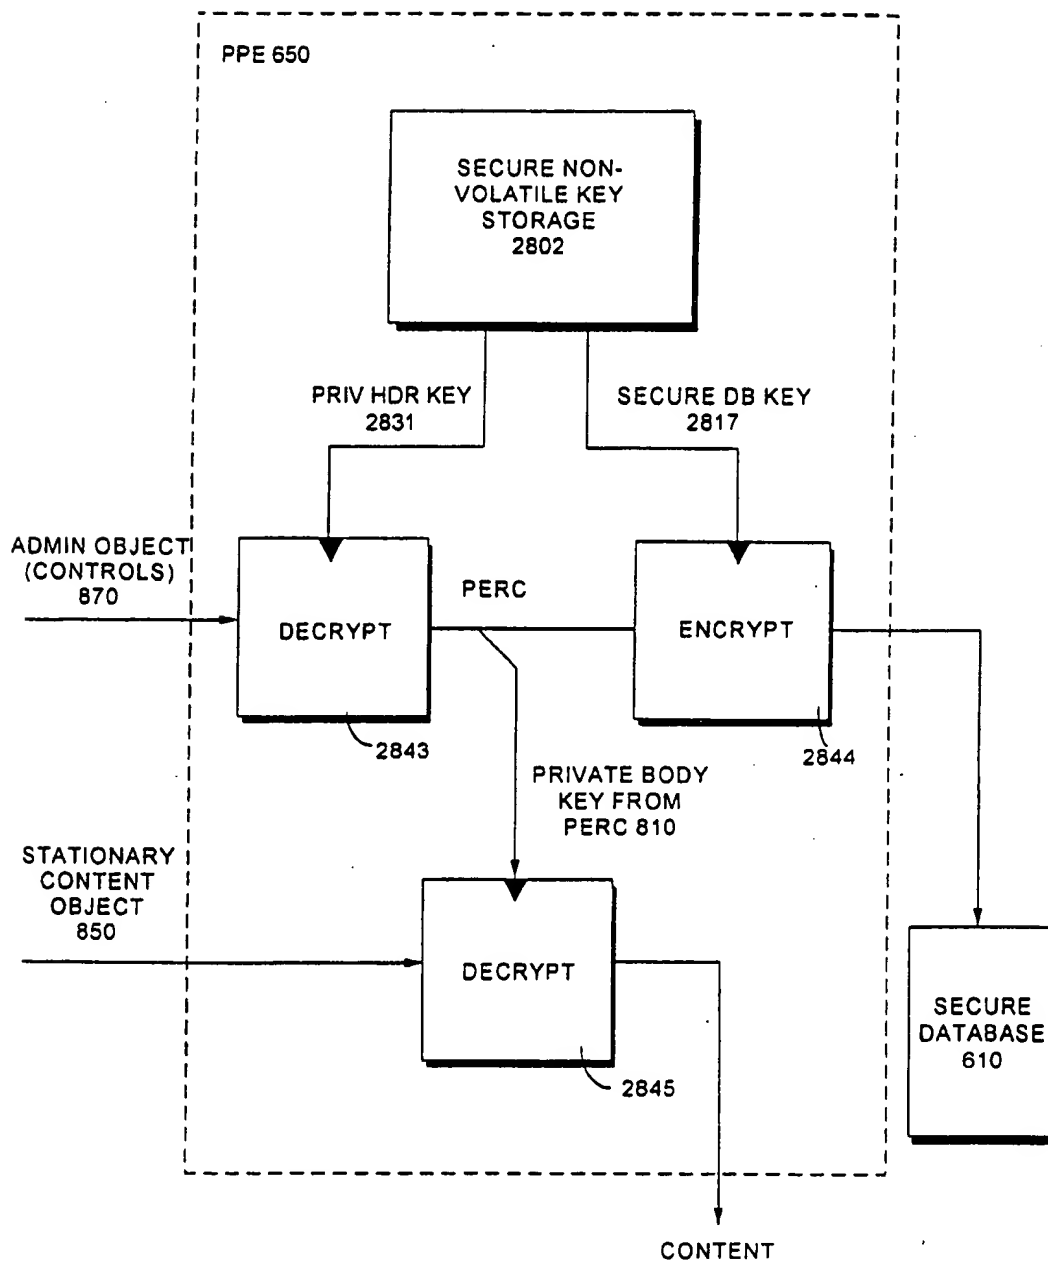 PPE 650
SECURE NON-
VOLATILE KEY
STORAGE
2802
PRIV HDR KEY
2831
SECURE DB KEY
2817
ADMIN OBJECT
(CONTROLS)
870
DECRYPT
PERC
ENCRYPT
2843
2844
PRIVATE BODY
KEY FROM
PERC 810
STATIONARY
CONTENT
OBJECT
850
DECRYPT
2845
SECURE
DATABASE
610
CONTENT